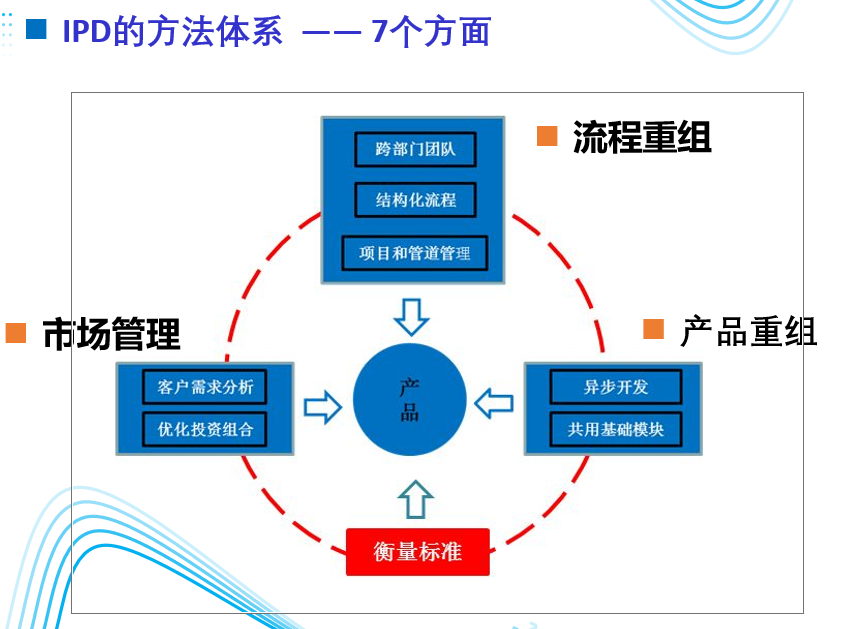 IPD的方法体系 —— 7个方面
流程重组
跨部门团队
结构化流程
项目和管道管理
市场管理
产品重组
客户需求分析
优化投资组合
产
品
异步开发
共用基础模块
衡量标准